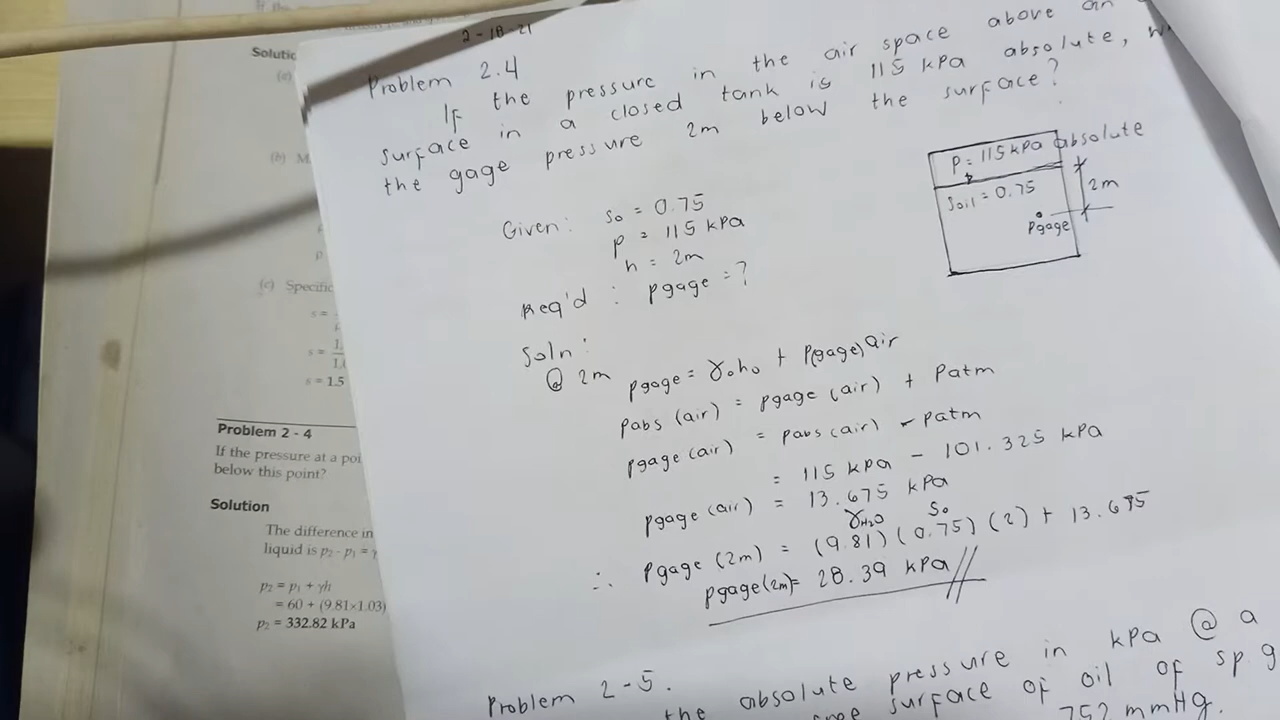 2-18-21
Problem 2.4
If the pressure in the air space above an
surface in a closed tank is 115 kPa absolute,
the gage pressure 2m below the surface?
P = 115 kPa absolute
Soil = 0.75
2m
Pgage
Given: So = 0.75
P = 115 kPa
h = 2m
Req'd : Pgage = ?
Soln:
@ 2m Pgage = γoho + P(gage)air
Pabs (air) = Pgage (air) + Patm
Pgage (air) = Pabs (air) - Patm
= 115 kPa - 101.325 kPa
Pgage (air) = 13.675 kPa
γH2O So
∴ Pgage (2m) = (9.81) (0.75) (2) + 13.675
Pgage (2m) = 28.39 kPa
Problem 2-5.
the absolute pressure in kPa @ a
surface of oil of sp. g
752 mmHg.
Solutio
(c)
(b) M
(c) Specific
s =
s = 1.
1.0
s = 1.5
Problem 2 - 4
If the pressure at a poi
below this point?
Solution
The difference in
liquid is p2 - p1 = γ
p2 = p1 + γh
= 60 + (9.81×1.03)
p2 = 332.82 kPa